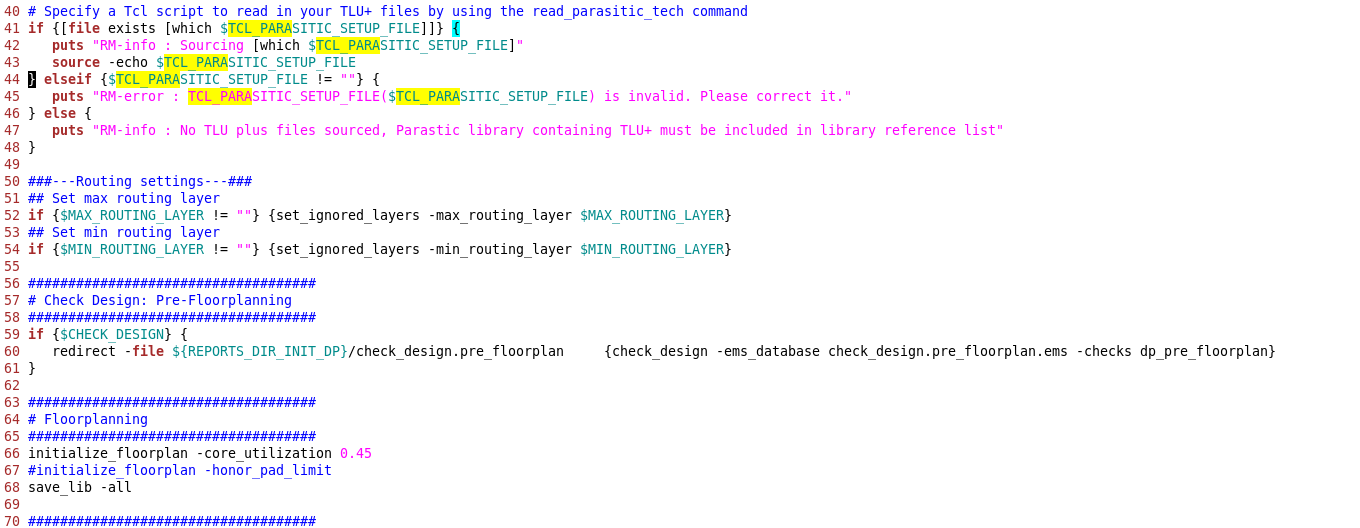 40 # Specify a Tcl script to read in your TLU+ files by using the read_parasitic_tech command
41 if {[file exists [which $TCL_PARASITIC_SETUP_FILE]]} {
42    puts "RM-info : Sourcing [which $TCL_PARASITIC_SETUP_FILE]"
43    source -echo $TCL_PARASITIC_SETUP_FILE
44 } elseif {$TCL_PARASITIC_SETUP_FILE != ""} {
45    puts "RM-error : TCL_PARASITIC_SETUP_FILE($TCL_PARASITIC_SETUP_FILE) is invalid. Please correct it."
46 } else {
47    puts "RM-info : No TLU plus files sourced, Parastic library containing TLU+ must be included in library reference list"
48 }
49
50 ###---Routing settings---###
51 ## Set max routing layer
52 if {$MAX_ROUTING_LAYER != ""} {set_ignored_layers -max_routing_layer $MAX_ROUTING_LAYER}
53 ## Set min routing layer
54 if {$MIN_ROUTING_LAYER != ""} {set_ignored_layers -min_routing_layer $MIN_ROUTING_LAYER}
55
56 ####################################
57 # Check Design: Pre-Floorplanning
58 ####################################
59 if {$CHECK_DESIGN} {
60    redirect -file ${REPORTS_DIR_INIT_DP}/check_design.pre_floorplan     {check_design -ems_database check_design.pre_floorplan.ems -checks dp_pre_floorplan}
61 }
62
63 ####################################
64 # Floorplanning
65 ####################################
66 initialize_floorplan -core_utilization 0.45
67 #initialize_floorplan -honor_pad_limit
68 save_lib -all
69
70 ####################################